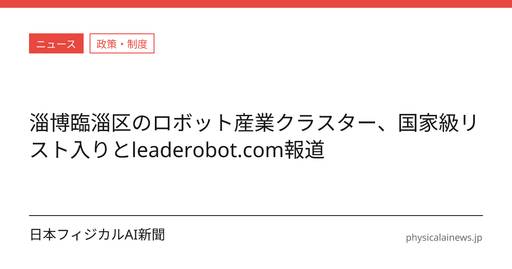 ニュース 政策・制度
淄博臨淄区のロボット産業クラスター、国家級リ
スト入りとleaderobot.com報道
日本フィジカルAI新聞 physicalainews.jp